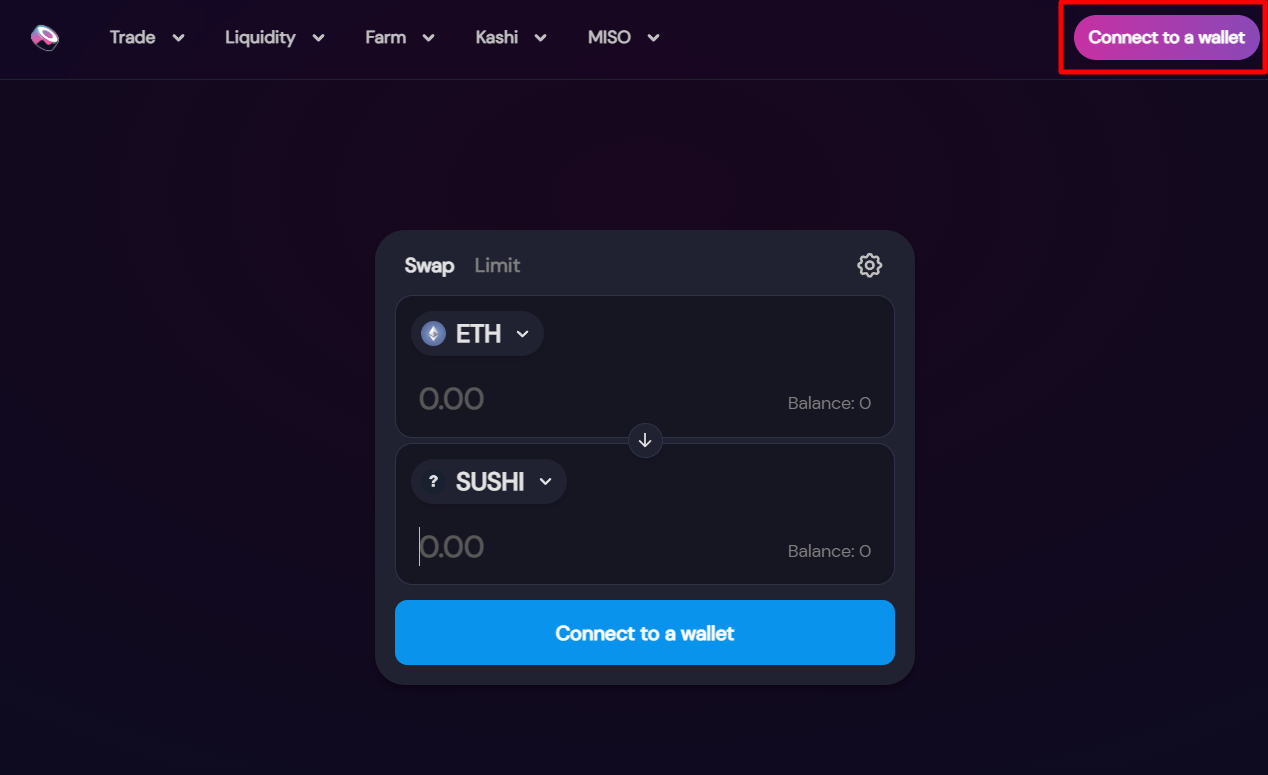 Trade Liquidity Farm Kashi MISO Connect to a wallet
Swap Limit
ETH
0.00 Balance: 0
? SUSHI
0.00 Balance: 0
Connect to a wallet